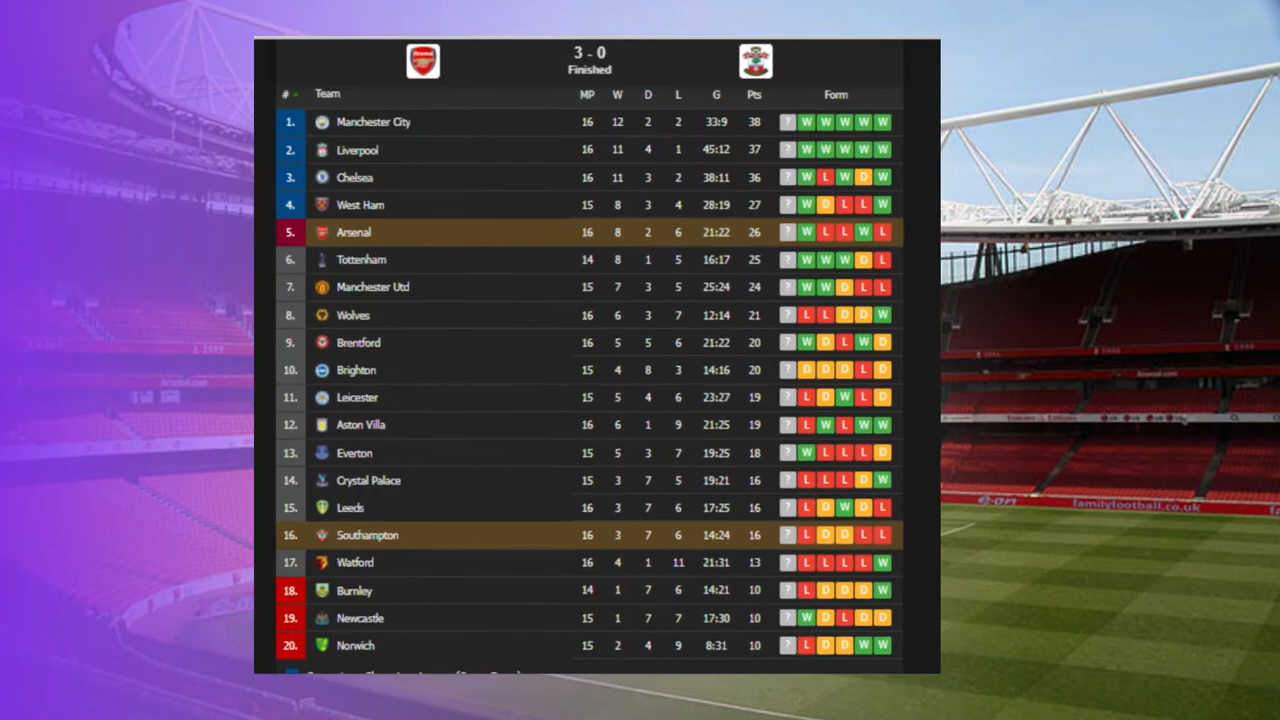 3 - 0
Finished
# Team MP W D L G Pts Form
1. Manchester City 16 12 2 2 33:9 38 ? W W W W W
2. Liverpool 16 11 4 1 45:12 37 ? W W W W W
3. Chelsea 16 11 3 2 38:11 36 ? W L W D W
4. West Ham 15 8 3 4 28:19 27 ? W D L L W
5. Arsenal 16 8 2 6 21:22 26 ? W L L W L
6. Tottenham 14 8 1 5 16:17 25 ? W W W D L
7. Manchester Utd 15 7 3 5 25:24 24 ? W W D L L
8. Wolves 16 6 3 7 12:14 21 ? L L D D W
9. Brentford 16 5 5 6 21:22 20 ? W D L W D
10. Brighton 15 4 8 3 14:16 20 ? D D D L D
11. Leicester 15 5 4 6 23:27 19 ? L D W L D
12. Aston Villa 16 6 1 9 21:25 19 ? L W L W W
13. Everton 15 5 3 7 19:25 18 ? W L L L D
14. Crystal Palace 15 3 7 5 19:21 16 ? L L L D W
15. Leeds 16 3 7 6 17:25 16 ? L D W D L
16. Southampton 16 3 7 6 14:24 16 ? L D D L L
17. Watford 16 4 1 11 21:31 13 ? L L L L W
18. Burnley 14 1 7 6 14:21 10 ? L D D D W
19. Newcastle 15 1 7 7 17:30 10 ? W D L D D
20. Norwich 15 2 4 9 8:31 10 ? L D D W W
Arsenal.com
Arsenal.com
e·on
familyfootball.co.uk